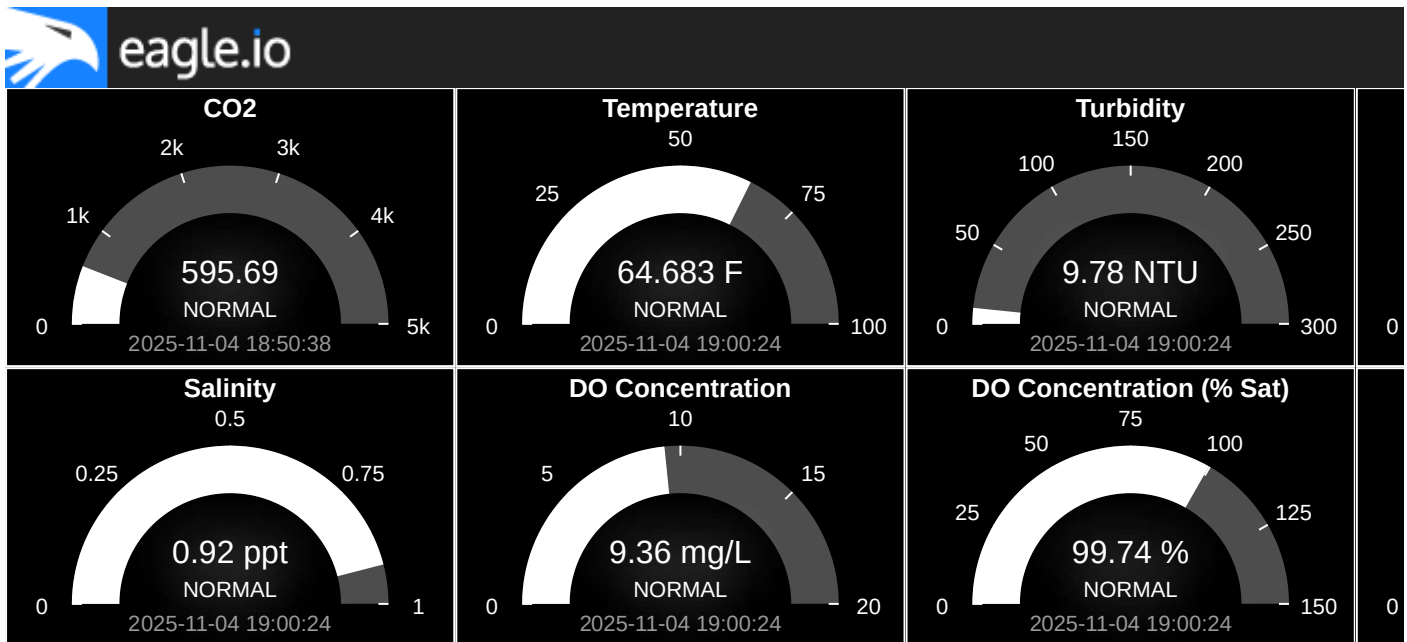 eagle.io
CO2
2k
3k
1k
4k
595.69
NORMAL
0
5k
2025-11-04 18:50:38
Temperature
50
25
75
64.683 F
NORMAL
0
100
2025-11-04 19:00:24
Turbidity
150
100
200
50
250
9.78 NTU
NORMAL
0
300
2025-11-04 19:00:24
0
Salinity
0.5
0.25
0.75
0.92 ppt
NORMAL
0
1
2025-11-04 19:00:24
DO Concentration
10
5
15
9.36 mg/L
NORMAL
0
20
2025-11-04 19:00:24
DO Concentration (% Sat)
75
50
100
25
125
99.74 %
NORMAL
0
150
2025-11-04 19:00:24
0